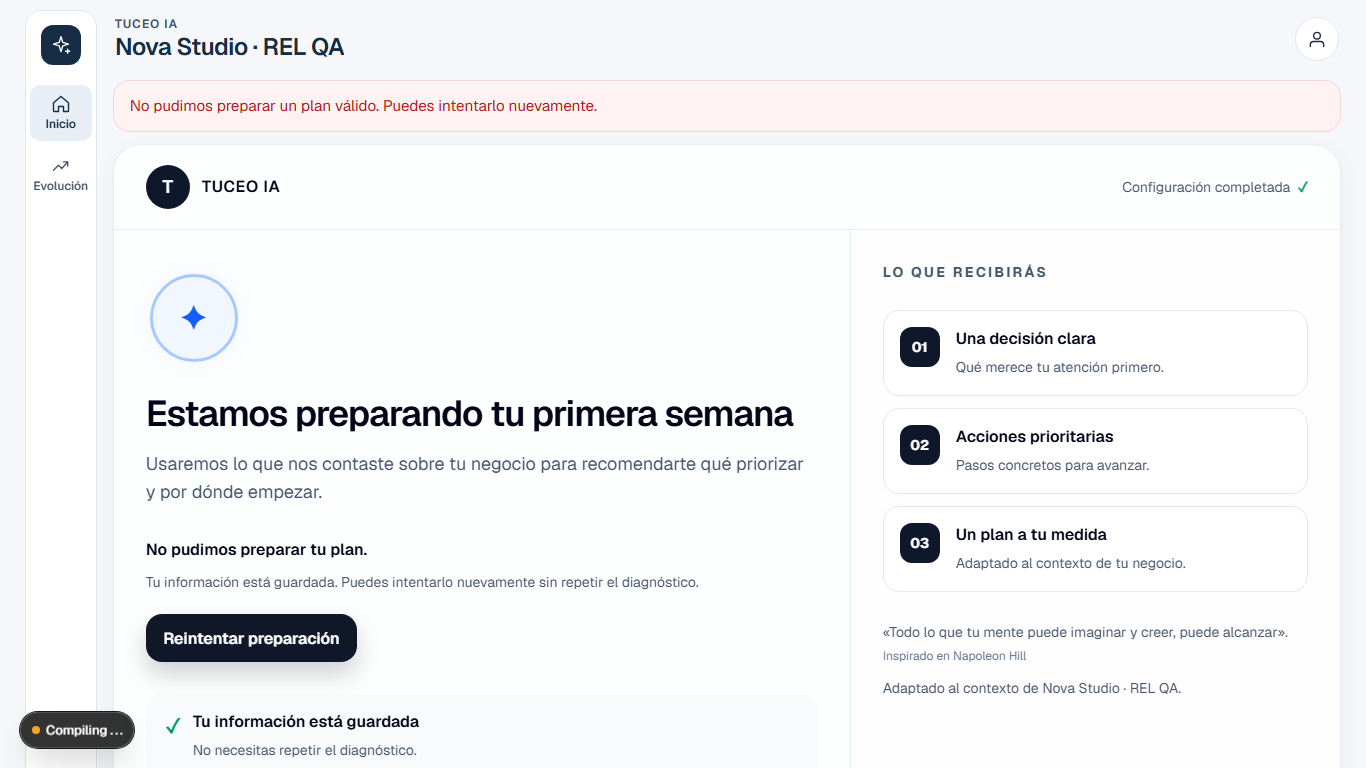 TUCEO IA
Nova Studio · REL QA
Inicio
Evolución
No pudimos preparar un plan válido. Puedes intentarlo nuevamente.
T
TUCEO IA
Configuración completada ✓
Estamos preparando tu primera semana
Usaremos lo que nos contaste sobre tu negocio para recomendarte qué priorizar
y por dónde empezar.
No pudimos preparar tu plan.
Tu información está guardada. Puedes intentarlo nuevamente sin repetir el diagnóstico.
Reintentar preparación
✓ Tu información está guardada
No necesitas repetir el diagnóstico.
LO QUE RECIBIRÁS
01
Una decisión clara
Qué merece tu atención primero.
02
Acciones prioritarias
Pasos concretos para avanzar.
03
Un plan a tu medida
Adaptado al contexto de tu negocio.
«Todo lo que tu mente puede imaginar y creer, puede alcanzar».
Inspirado en Napoleon Hill
Adaptado al contexto de Nova Studio · REL QA.
Compiling ...